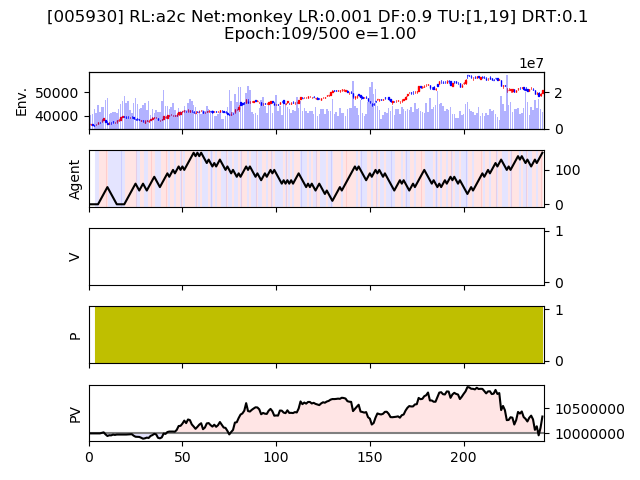 [005930] RL:a2c Net:monkey LR:0.001 DF:0.9 TU:[1,19] DRT:0.1
Epoch:109/500 e=1.00
1e7
Env.
50000
40000
2
0
Agent
100
0
V
1
0
P
1
0
PV
10500000
10000000
0 50 100 150 200